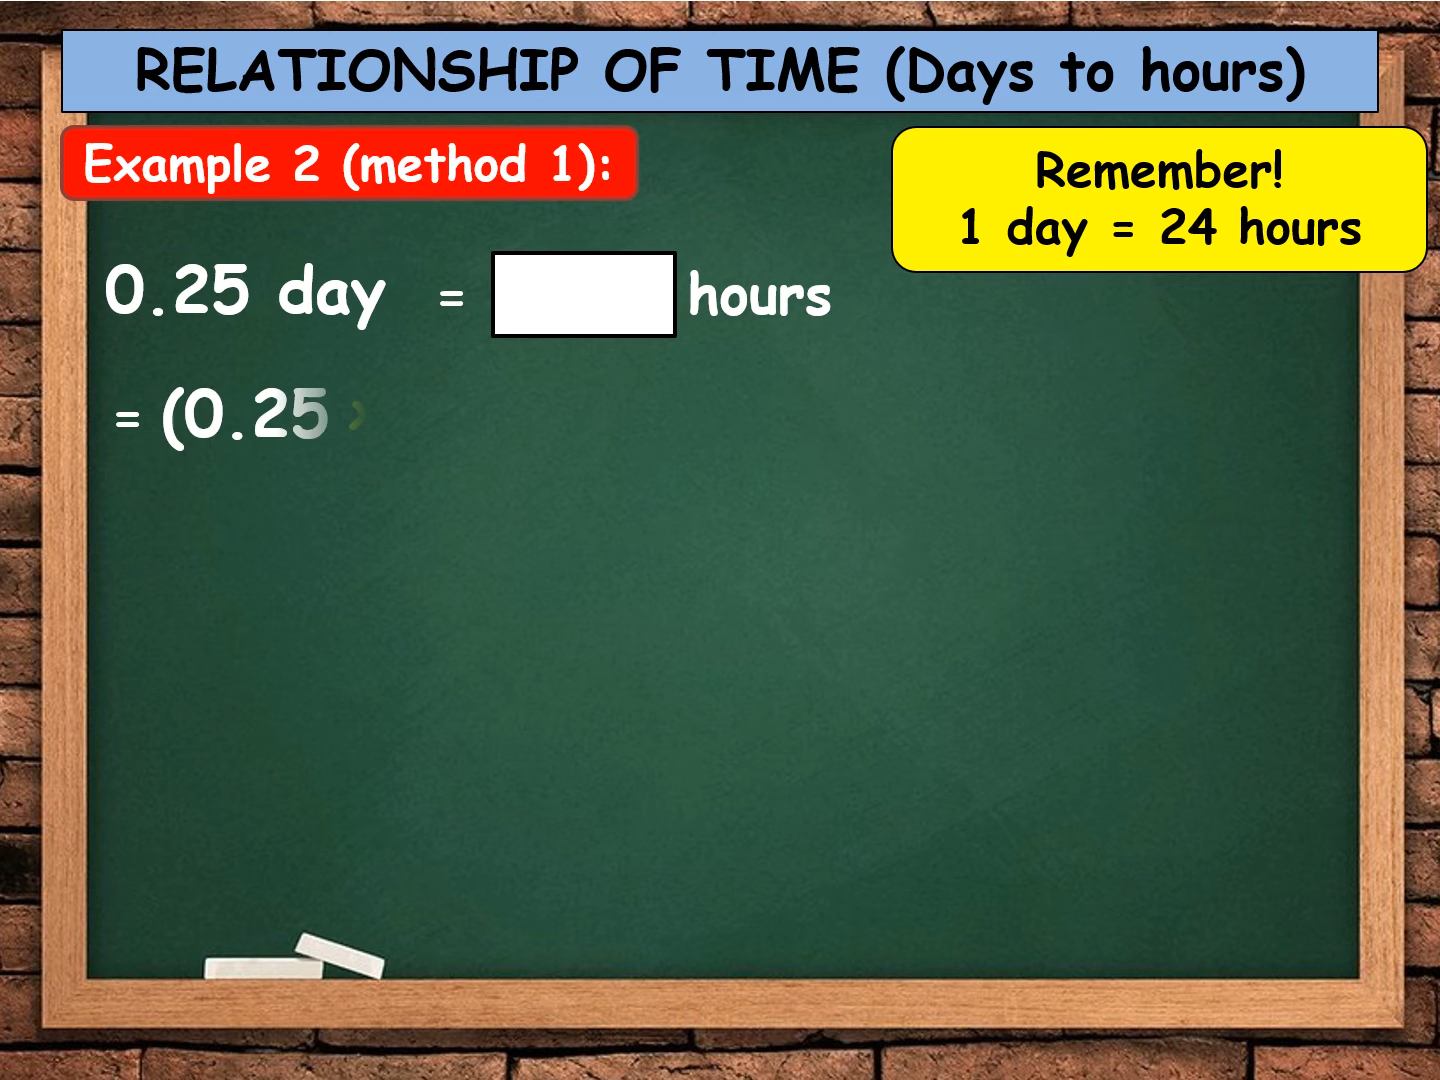 RELATIONSHIP OF TIME (Days to hours)
Example 2 (method 1):
Remember!
1 day = 24 hours
0.25 day = hours
= (0.25